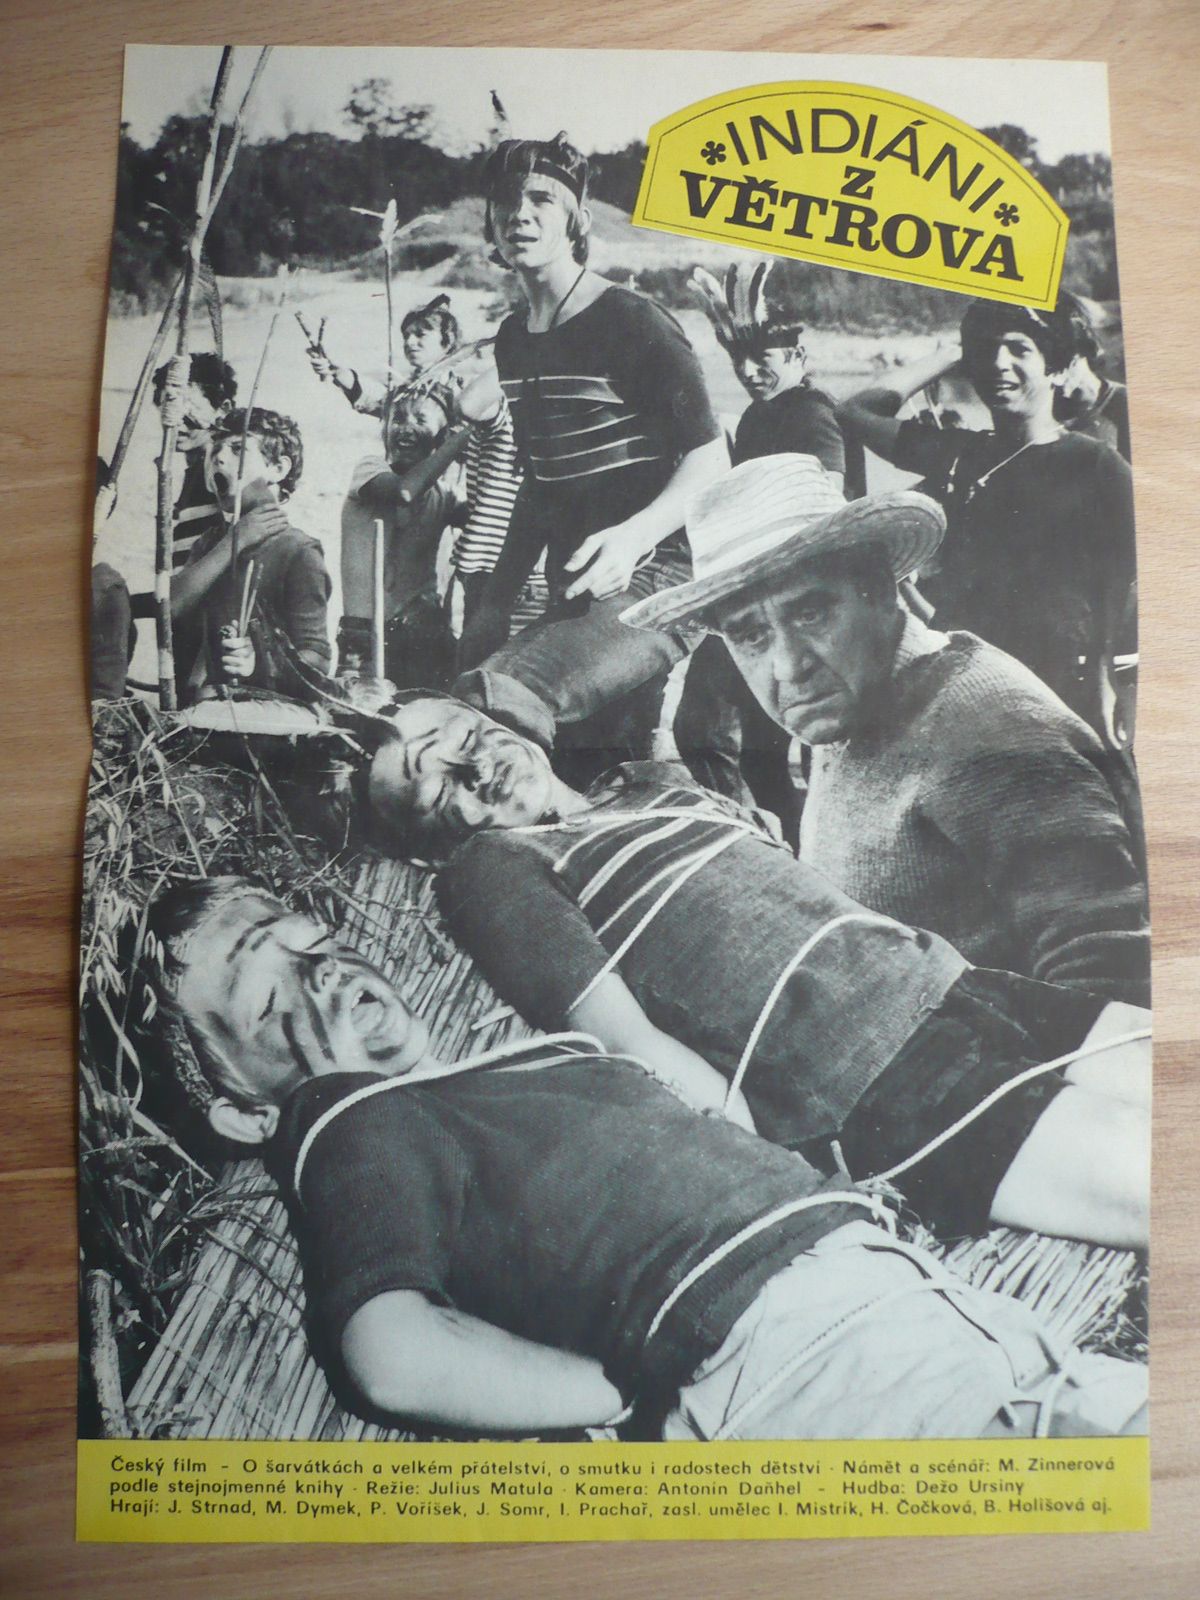 *INDIÁNI*
z
VĚTROVA
Český film - O šarvátkách a velkém přátelství, o smutku i radostech dětství · Námět a scénář: M. Zinnerová
podle stejnojmenné knihy · Režie: Julius Matula · Kamera: Antonín Daňhel - Hudba: Dežo Ursiny
Hrají: J. Strnad, M. Dymek, P. Voříšek, J. Somr, I. Prachař, zasl. umělec I. Mistrík, H. Čočková, B. Holišová aj.